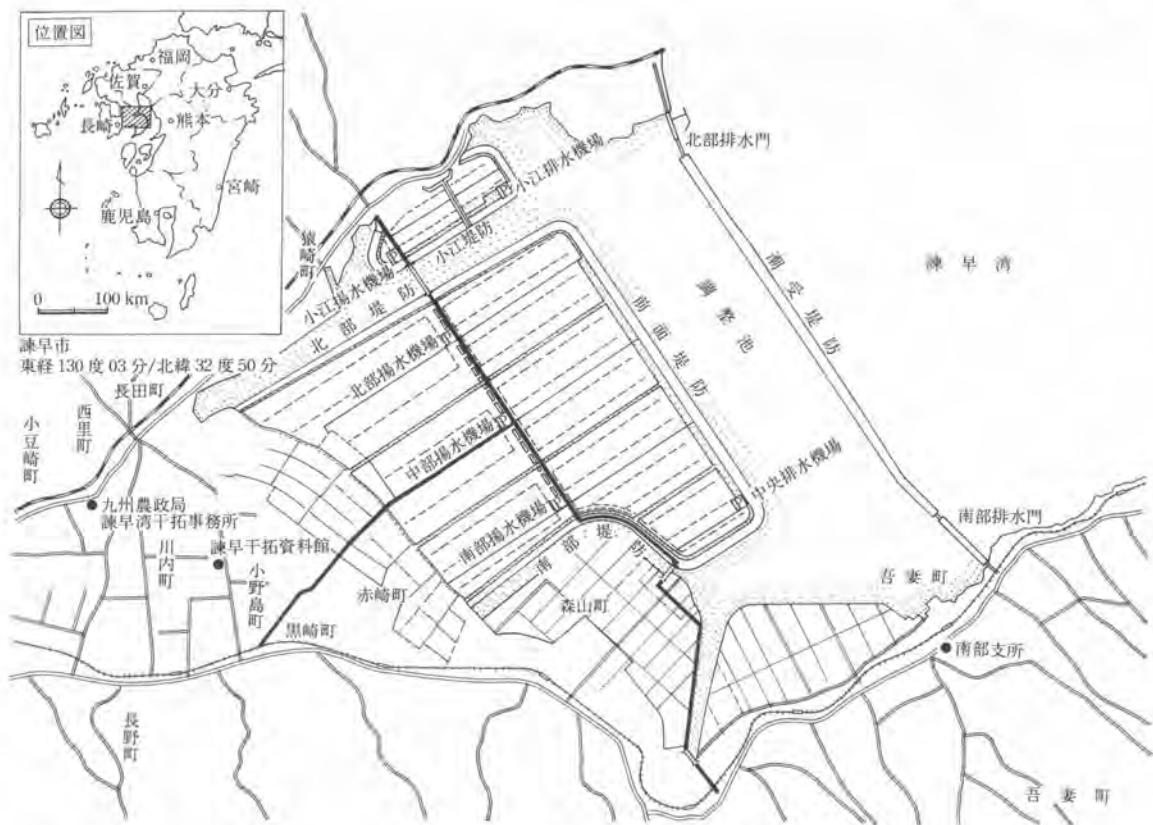 位置図
福岡
佐賀
大分
長崎
熊本
宮崎
鹿児島
0 100 km
諫早市
東経 130 度 03 分/北緯 32 度 50 分
長田町
西里町
小豆崎町
猿崎町
九州農政局
諫早湾干拓事務所
諫早干拓資料館
川内町
小野島町
赤崎町
黒崎町
長野町
小江排水機場
小江堤防
小江揚水機場
北部堤防
北部揚水機場
中部揚水機場
南部揚水機場
南部堤防
森山町
前面堤防
調整池
中央排水機場
北部排水門
潮受堤防
諫早湾
南部排水門
吾妻町
南部支所
吾妻町